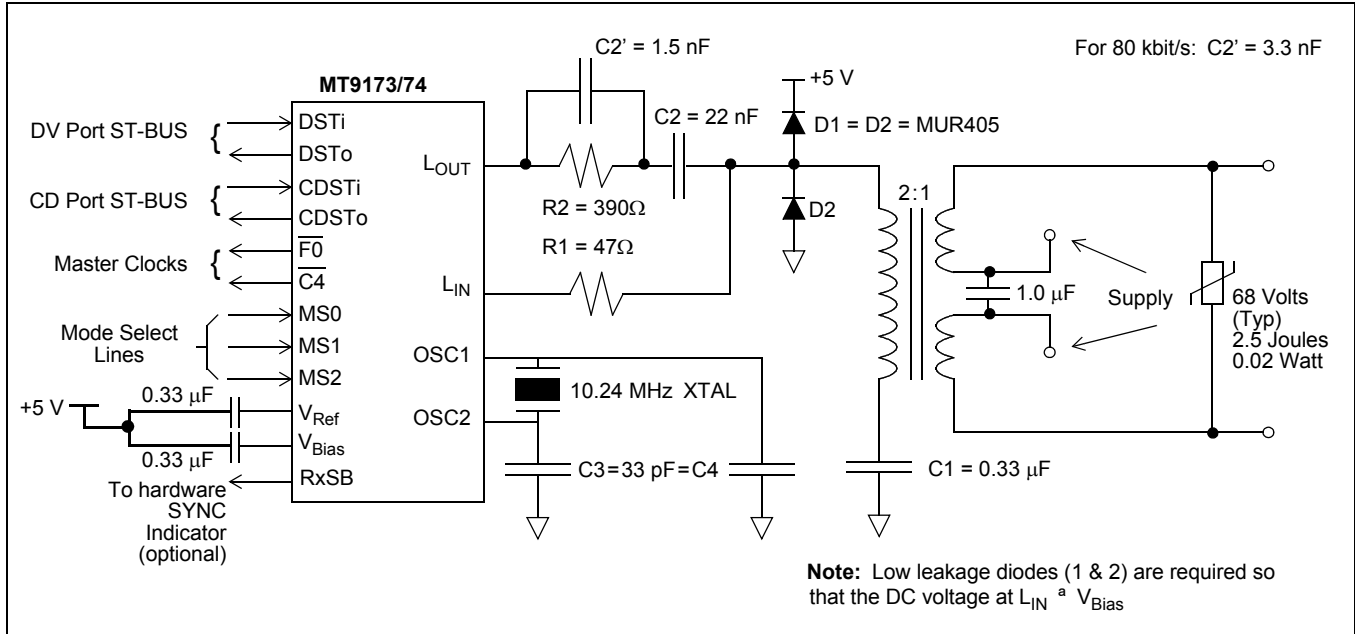 C2’ = 1.5 nF
For 80 kbit/s: C2’ = 3.3 nF
MT9173/74
+5 V
DV Port ST-BUS {
DSTi
DSTo
C2 = 22 nF
D1 = D2 = MUR405
LOUT
CD Port ST-BUS {
CDSTi
CDSTo
R2 = 390Ω
D2
2:1
Master Clocks {
F0
C4
R1 = 47Ω
LIN
1.0 µF
Supply
68 Volts
(Typ)
2.5 Joules
0.02 Watt
Mode Select
Lines
MS0
MS1
MS2
OSC1
10.24 MHz XTAL
OSC2
+5 V
0.33 µF
VRef
0.33 µF
VBias
RxSB
C3=33 pF=C4
C1 = 0.33 µF
To hardware
SYNC
Indicator
(optional)
Note: Low leakage diodes (1 & 2) are required so
that the DC voltage at LIN ª VBias